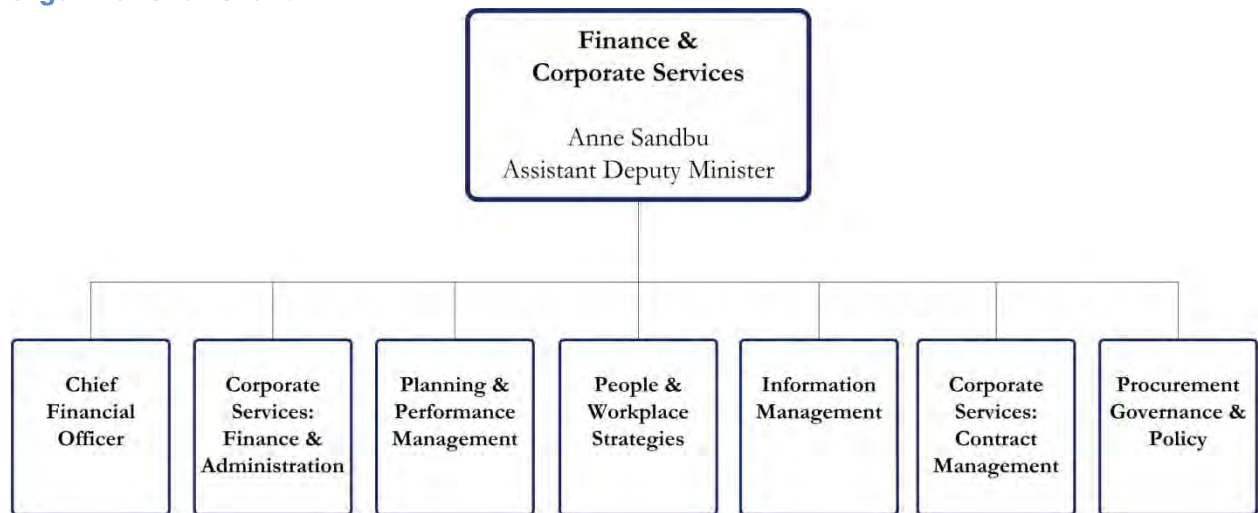 Finance &
Corporate Services
Anne Sandbu
Assistant Deputy Minister
Chief
Financial
Officer
Corporate
Services:
Finance &
Administration
Planning &
Performance
Management
People &
Workplace
Strategies
Information
Management
Corporate
Services:
Contract
Management
Procurement
Governance &
Policy